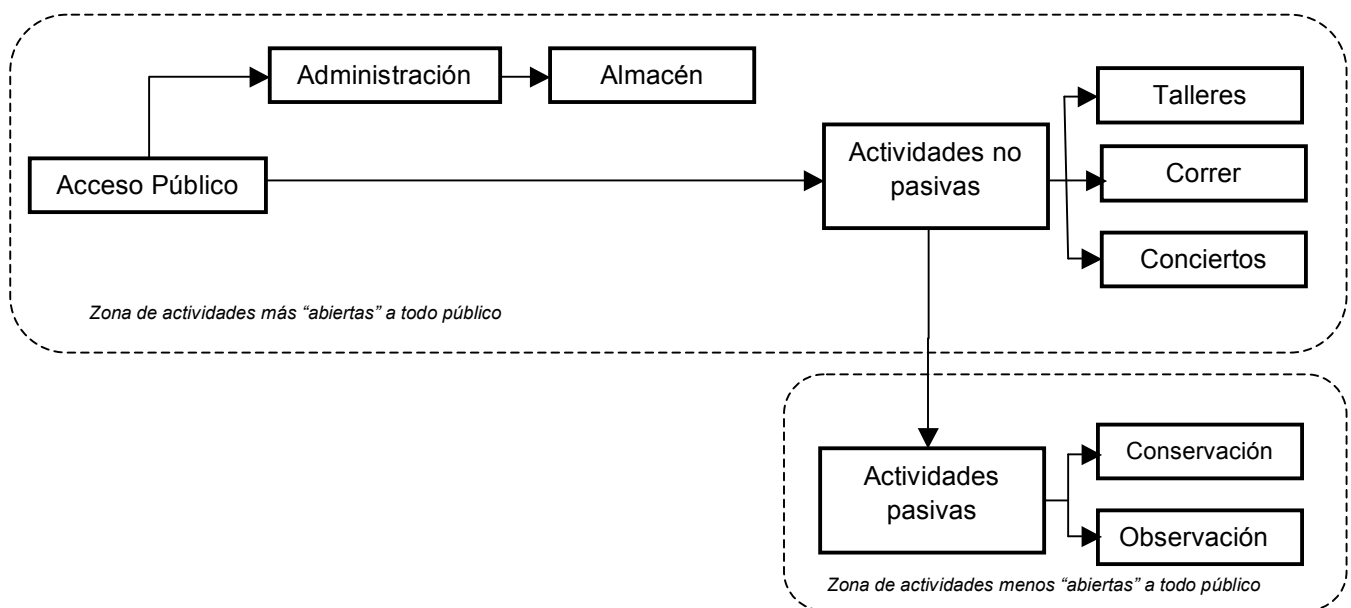 Administración
Almacén
Talleres
Actividades no
pasivas
Acceso Público
Correr
Conciertos
Zona de actividades más “abiertas” a todo público
Actividades
pasivas
Conservación
Observación
Zona de actividades menos “abiertas” a todo público